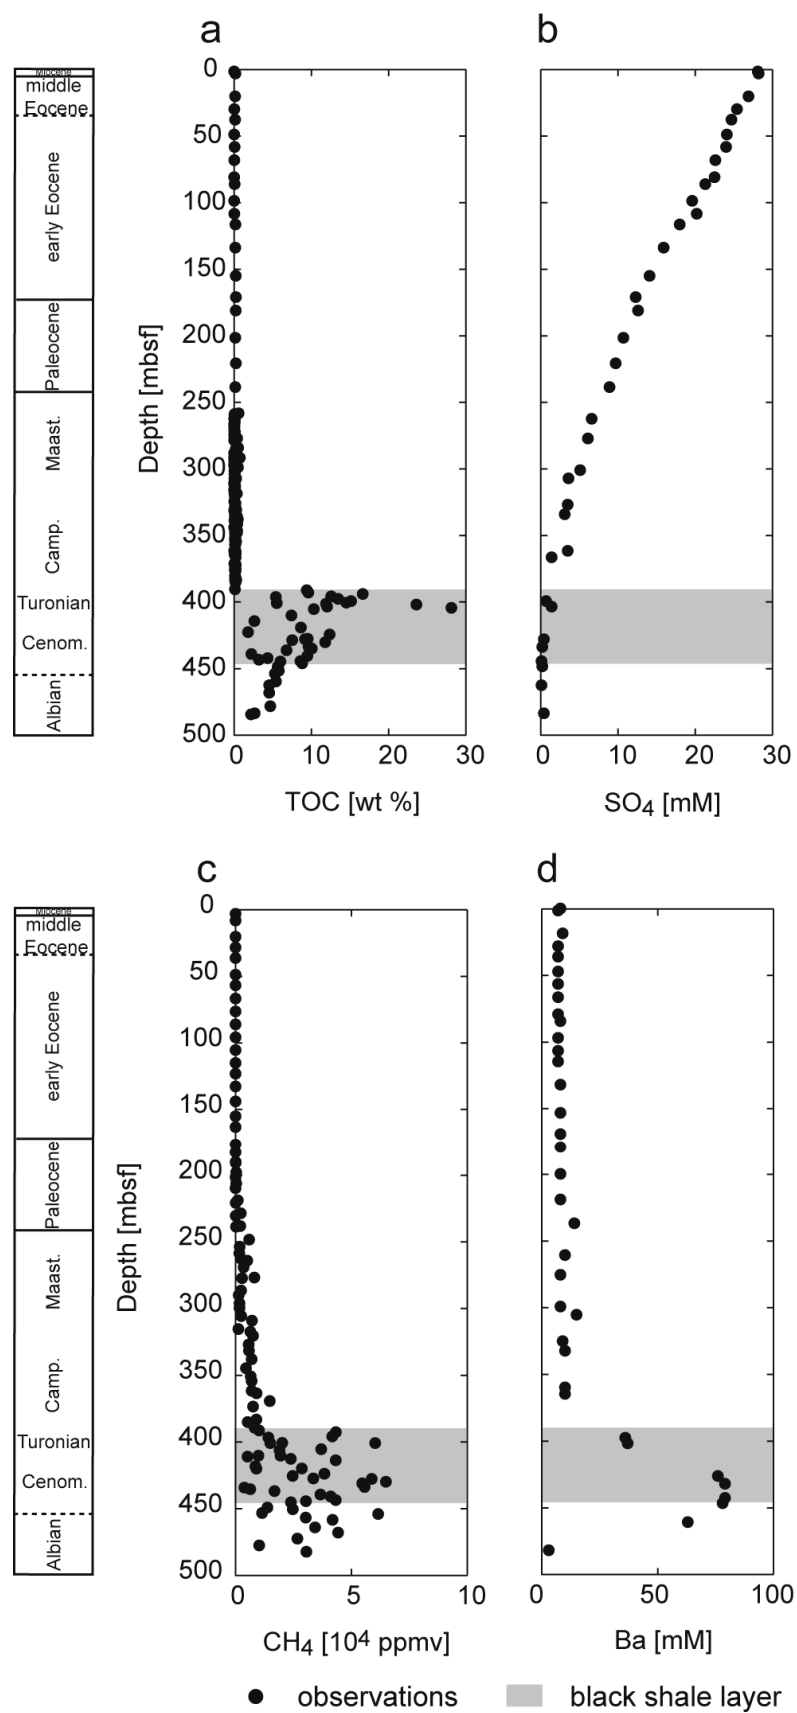 a
b
Miocene
middle
Eocene
early Eocene
Paleocene
Maast.
Camp.
Turonian
Cenom.
Albian
Depth [mbsf]
0
50
100
150
200
250
300
350
400
450
500
0 10 20 30
TOC [wt %]
0 10 20 30
SO4 [mM]
c
d
Miocene
middle
Eocene
early Eocene
Paleocene
Maast.
Camp.
Turonian
Cenom.
Albian
Depth [mbsf]
0
50
100
150
200
250
300
350
400
450
500
0 5 10
CH4 [104 ppmv]
0 50 100
Ba [mM]
observations
black shale layer